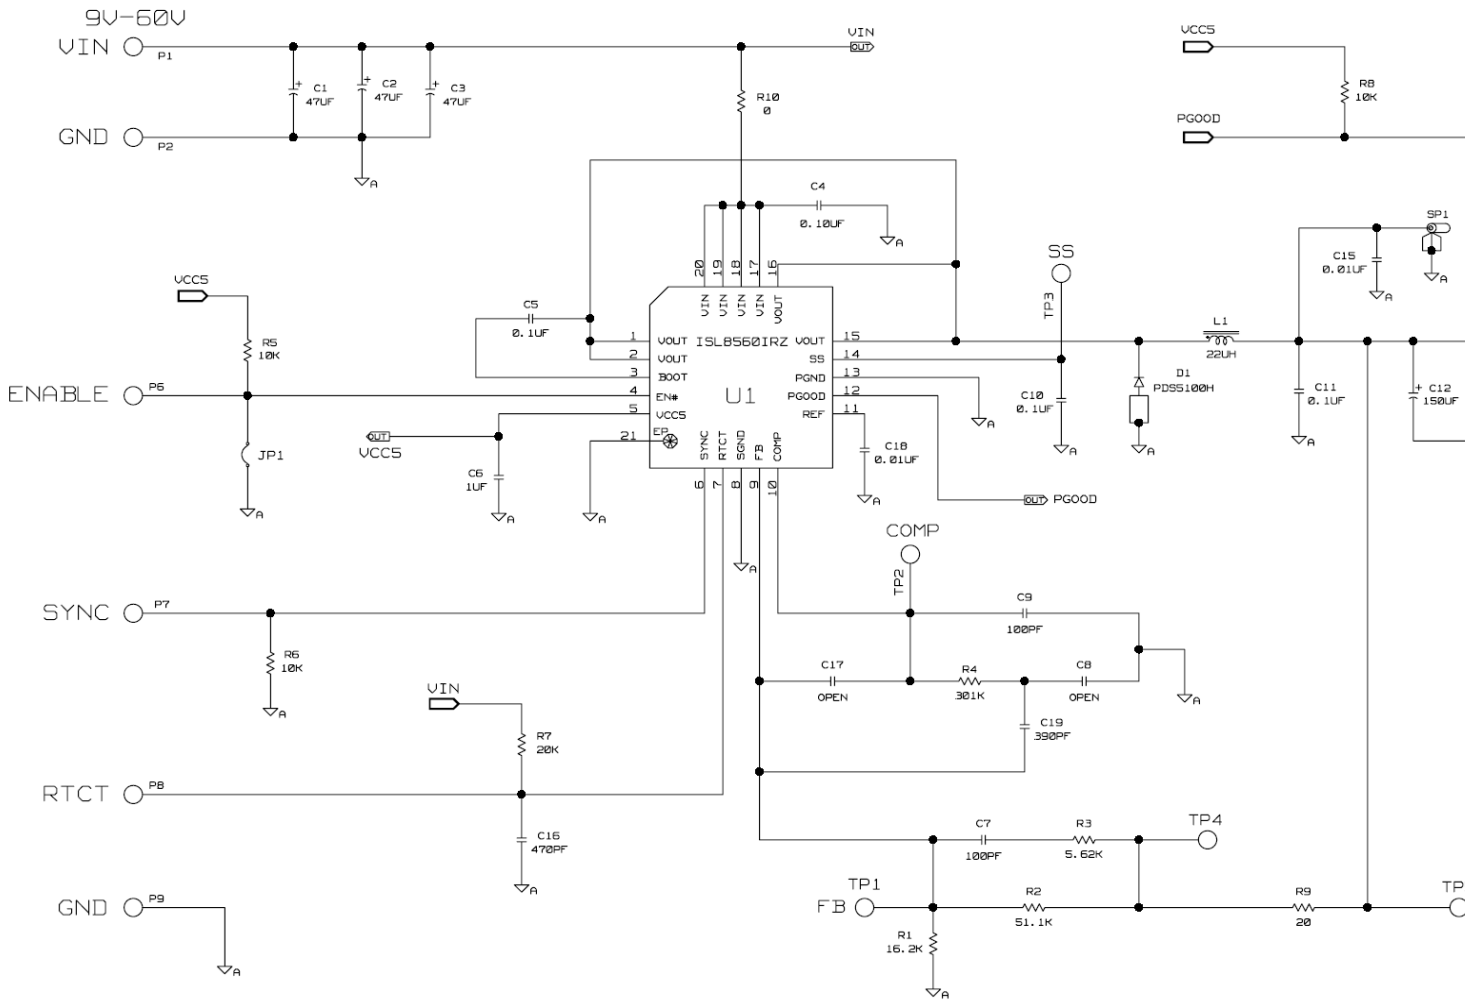 9V-60V
VIN
P1
C1
47UF
C2
47UF
C3
47UF
GND
P2
A
VIN
OUT
R10
0
VCC5
R8
10K
PGOOD
C4
0.10UF
A
SP1
C15
0.01UF
A
A
SS
TP3
VCC5
R5
10K
C5
0.1UF
20
19
18
17
16
VIN
VIN
VIN
VIN
VOUT
1
VOUT
ISL8560IRZ
VOUT
15
2
VOUT
SS
14
3
BOOT
PGND
13
4
EN#
U1
PGOOD
12
5
VCC5
REF
11
21
EP
SYNC
RTCT
SGND
FB
COMP
6
7
8
9
10
L1
22UH
D1
PDS5100H
A
C10
0.1UF
A
C11
0.1UF
A
C12
150UF
A
ENABLE
P6
JP1
A
OUT
VCC5
C6
1UF
A
A
C18
0.01UF
A
OUT
PGOOD
A
COMP
TP2
SYNC
P7
R6
10K
A
C9
100PF
C17
OPEN
R4
301K
C8
OPEN
A
C19
390PF
VIN
R7
20K
RTCT
P8
C16
470PF
A
C7
100PF
R3
5.62K
TP4
GND
P9
A
TP1
FB
R2
51.1K
R9
20
TP
R1
16.2K
A